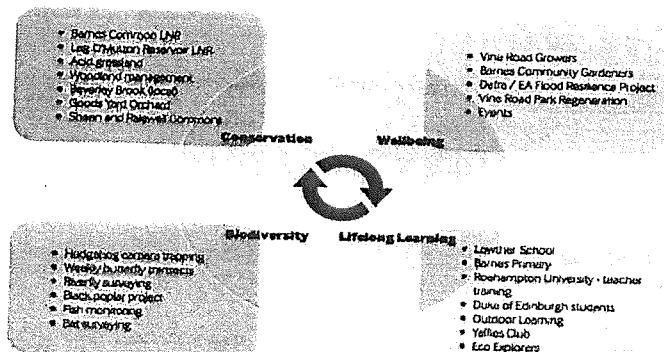 Barnes Common LNR
Leg O'Mutton Reservoir LNR
Acid grassland
Woodland management
Beverley Brook (local)
Goods Yard Orchard
Sheen and Palewell Commons
Conservation
Vine Road Growers
Barnes Community Gardeners
Defra / EA Flood Resilience Project
Vine Road Park Regeneration
Events
Wellbeing
Biodiversity
Hedgehog camera trapping
Weekly butterfly transects
Riverfly surveying
Black poplar project
Fish monitoring
Bat surveying
Lifelong Learning
Lowther School
Barnes Primary
Roehampton University - teacher
training
Duke of Edinburgh students
Outdoor Learning
Club
Eco Explorers